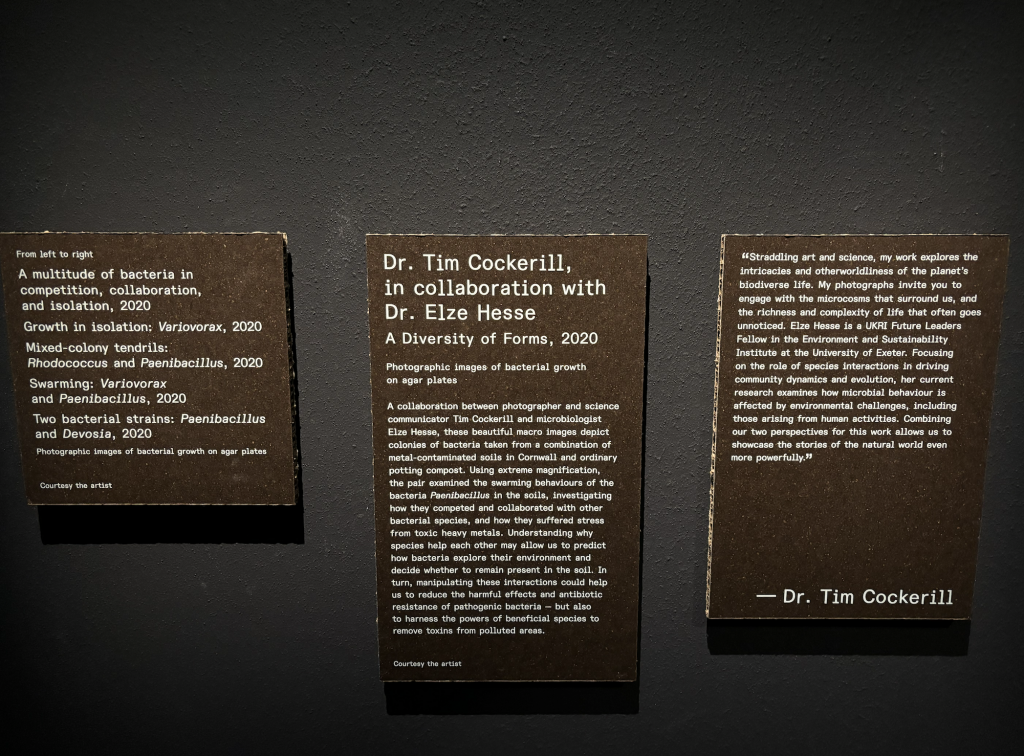 From left to right
A multitude of bacteria in
competition, collaboration,
and isolation, 2020
Growth in isolation: Variovorax, 2020
Mixed-colony tendrils:
Rhodococcus and Paenibacillus, 2020
Swarming: Variovorax
and Paenibacillus, 2020
Two bacterial strains: Paenibacillus
and Devosia, 2020
Photographic images of bacterial growth on agar plates
Courtesy the artist
Dr. Tim Cockerill,
in collaboration with
Dr. Elze Hesse
A Diversity of Forms, 2020
Photographic images of bacterial growth
on agar plates
A collaboration between photographer and science
communicator Tim Cockerill and microbiologist
Elze Hesse, these beautiful macro images depict
colonies of bacteria taken from a combination of
metal-contaminated soils in Cornwall and ordinary
potting compost. Using extreme magnification,
the pair examined the swarming behaviours of the
bacteria Paenibacillus in the soils, investigating
how they competed and collaborated with other
bacterial species, and how they suffered stress
from toxic heavy metals. Understanding why
species help each other may allow us to predict
how bacteria explore their environment and
decide whether to remain present in the soil. In
turn, manipulating these interactions could help
us to reduce the harmful effects and antibiotic
resistance of pathogenic bacteria – but also
to harness the powers of beneficial species to
remove toxins from polluted areas.
Courtesy the artist
“Straddling art and science, my work explores the
intricacies and otherworldliness of the planet's
biodiverse life. My photographs invite you to
engage with the microcosms that surround us, and
the richness and complexity of life that often goes
unnoticed. Elze Hesse is a UKRI Future Leaders
Fellow in the Environment and Sustainability
Institute at the University of Exeter. Focusing
on the role of species interactions in driving
community dynamics and evolution, her current
research examines how microbial behaviour is
affected by environmental challenges, including
those arising from human activities. Combining
our two perspectives for this work allows us to
showcase the stories of the natural world even
more powerfully.”
— Dr. Tim Cockerill